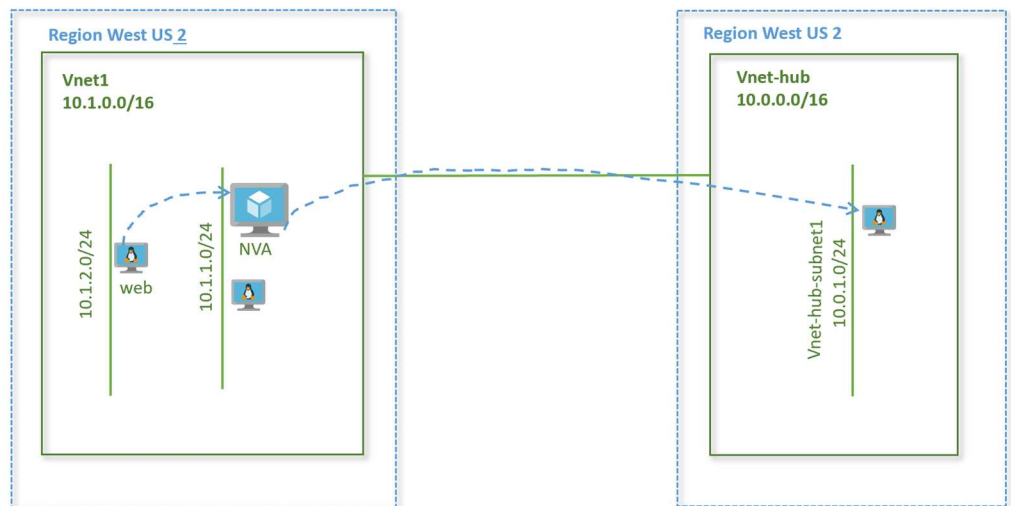 Region West US 2
Vnet1
10.1.0.0/16
10.1.2.0/24
web
10.1.1.0/24
NVA
Region West US 2
Vnet-hub
10.0.0.0/16
Vnet-hub-subnet1
10.0.1.0/24